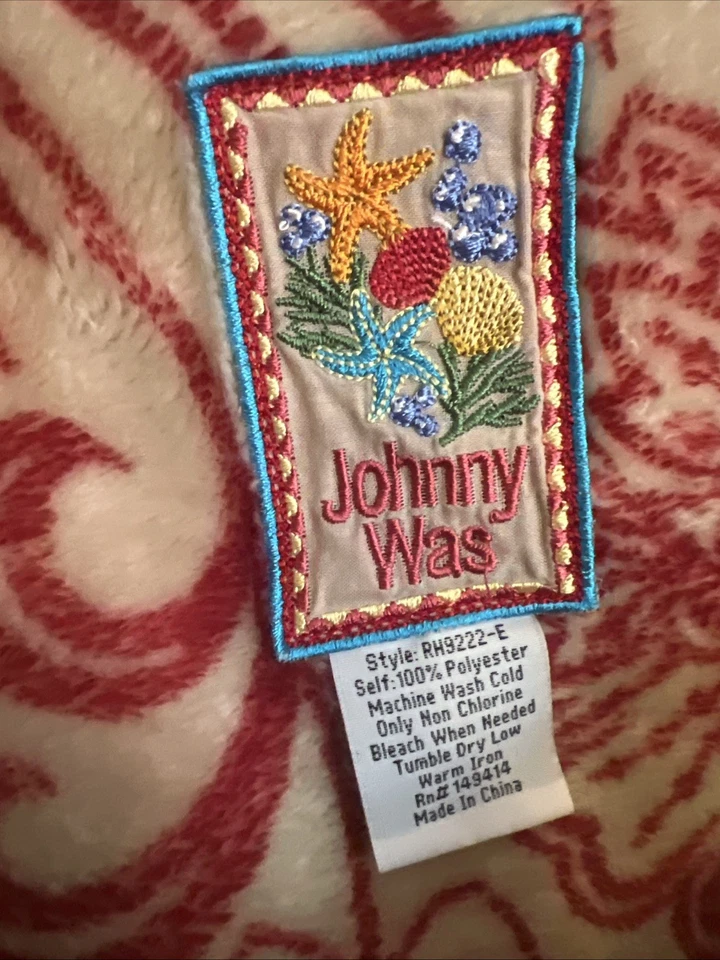 Johnny
Was
Style: RH9222-E
Self:100% Polyester
Machine Wash Cold
Only Non Chlorine
Bleach When Needed
Tumble Dry Low
Warm Iron
Rn# 149414
Made In China